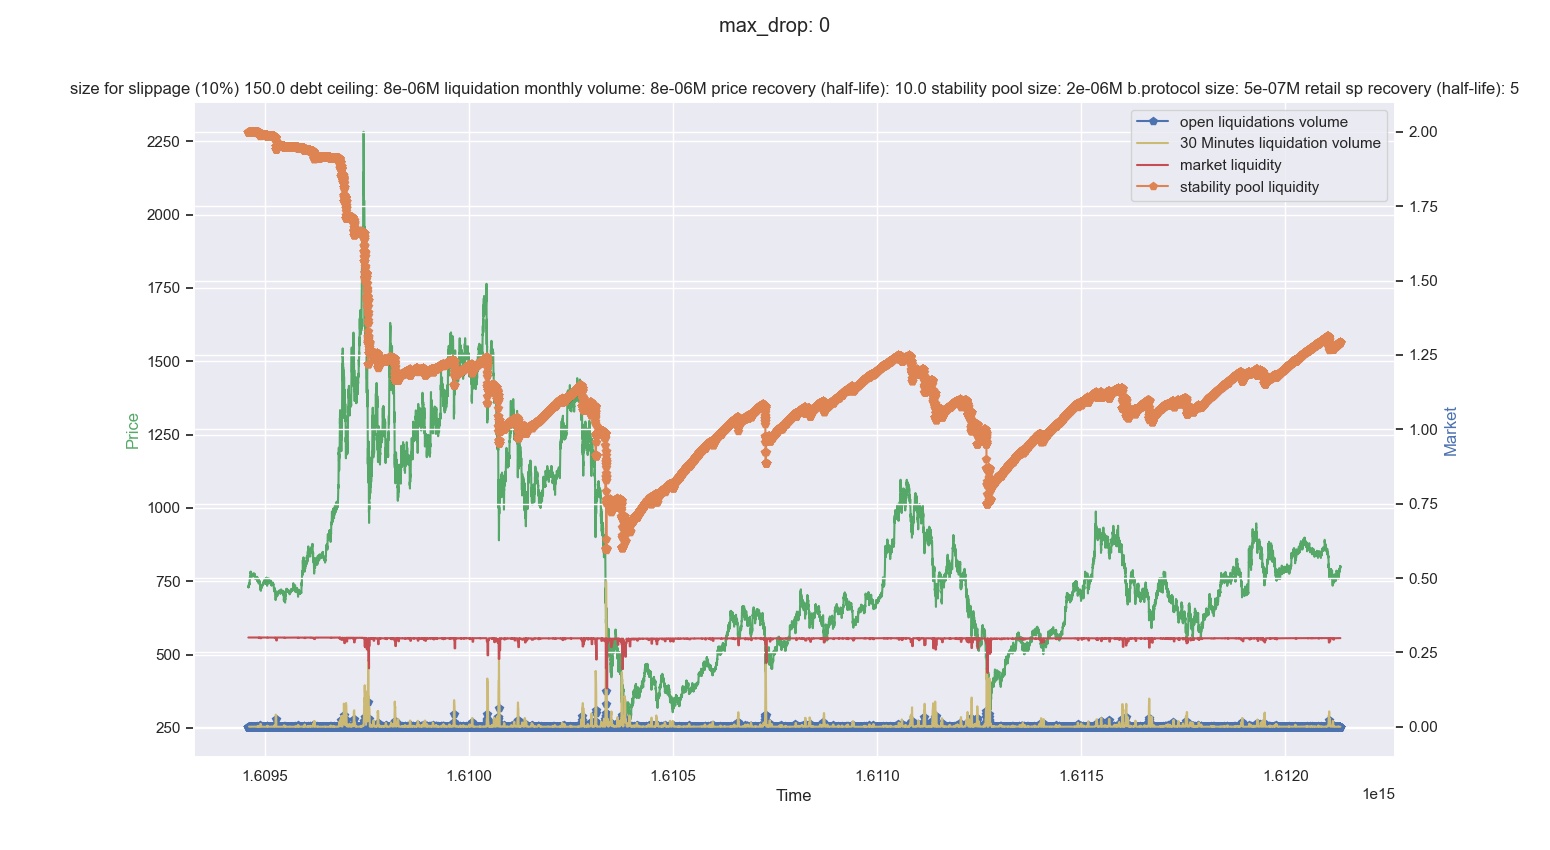 max_drop: 0
size for slippage (10%) 150.0 debt ceiling: 8e-06M liquidation monthly volume: 8e-06M price recovery (half-life): 10.0 stability pool size: 2e-06M b.protocol size: 5e-07M retail sp recovery (half-life): 5
open liquidations volume
30 Minutes liquidation volume
market liquidity
stability pool liquidity
2250
2000
1750
1500
1250
1000
750
500
250
Price
2.00
1.75
1.50
1.25
1.00
0.75
0.50
0.25
0.00
Market
1.6095 1.6100 1.6105 1.6110 1.6115 1.6120
Time
1e15